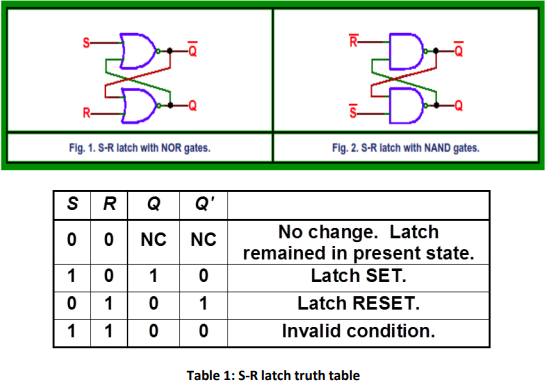 S Q̅
R Q
Fig. 1. S-R latch with NOR gates.
R̅ Q̅
S̅ Q
Fig. 2. S-R latch with NAND gates.
S R Q Q'
0 0 NC NC No change. Latch
remained in present state.
1 0 1 0 Latch SET.
0 1 0 1 Latch RESET.
1 1 0 0 Invalid condition.
Table 1: S-R latch truth table